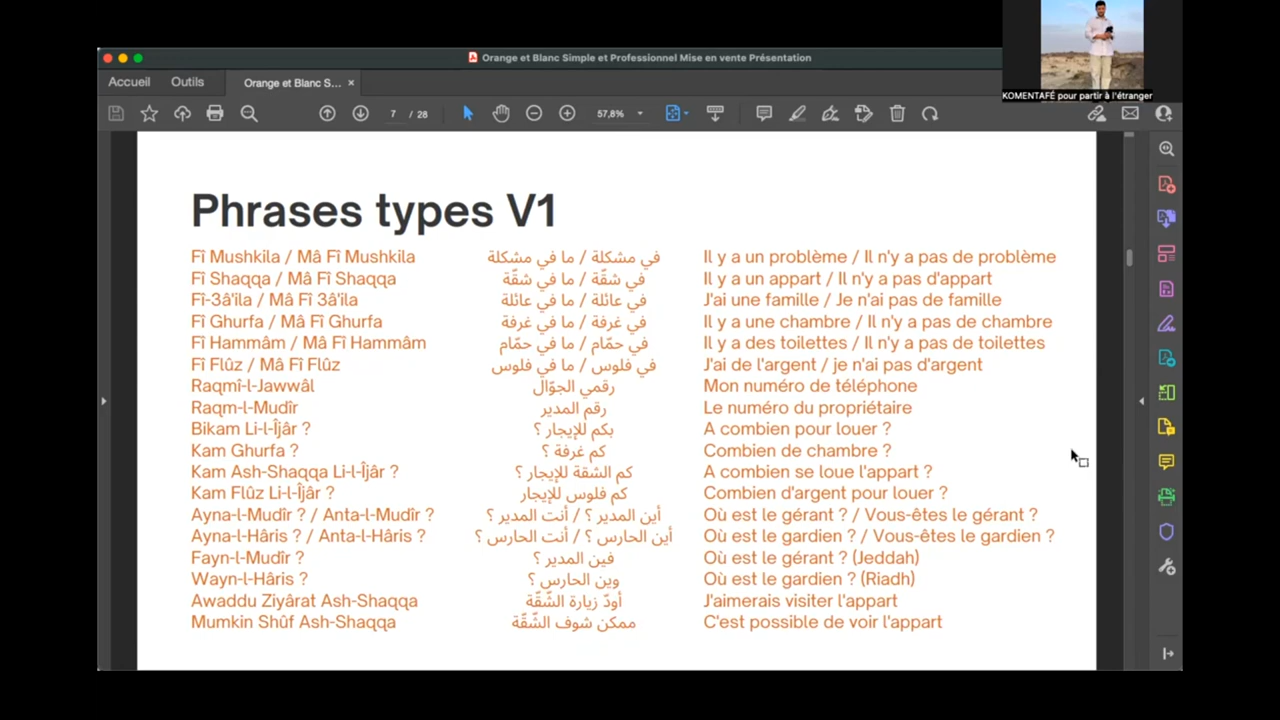 Orange et Blanc Simple et Professionnel Mise en vente Présentation
KOMENTAFÉ pour partir à l'étranger
Accueil Outils Orange et Blanc S... ×
7 / 28 57,8%
Phrases types V1
Fî Mushkila / Mâ Fî Mushkila في مشكلة / ما في مشكلة Il y a un problème / Il n'y a pas de problème
Fî Shaqqa / Mâ Fî Shaqqa في شقّة / ما في شقّة Il y a un appart / Il n'y a pas d'appart
Fî-3â'ila / Mâ Fî 3â'ila في عائلة / ما في عائلة J'ai une famille / Je n'ai pas de famille
Fî Ghurfa / Mâ Fî Ghurfa في غرفة / ما في غرفة Il y a une chambre / Il n'y a pas de chambre
Fî Hammâm / Mâ Fî Hammâm في حمّام / ما في حمّام Il y a des toilettes / Il n'y a pas de toilettes
Fî Flûz / Mâ Fî Flûz في فلوس / ما في فلوس J'ai de l'argent / je n'ai pas d'argent
Raqmî-l-Jawwâl رقمي الجوّال Mon numéro de téléphone
Raqm-l-Mudîr رقم المدير Le numéro du propriétaire
Bikam Li-l-Îjâr ? بكم للإيجار ؟ A combien pour louer ?
Kam Ghurfa ? كم غرفة ؟ Combien de chambre ?
Kam Ash-Shaqqa Li-l-Îjâr ? كم الشقة للإيجار ؟ A combien se loue l'appart ?
Kam Flûz Li-l-Îjâr ? كم فلوس للإيجار Combien d'argent pour louer ?
Ayna-l-Mudîr ? / Anta-l-Mudîr ? أين المدير ؟ / أنت المدير ؟ Où est le gérant ? / Vous-êtes le gérant ?
Ayna-l-Hâris ? / Anta-l-Hâris ? أين الحارس ؟ / أنت الحارس ؟ Où est le gardien ? / Vous-êtes le gardien ?
Fayn-l-Mudîr ? فين المدير ؟ Où est le gérant ? (Jeddah)
Wayn-l-Hâris ? وين الحارس ؟ Où est le gardien ? (Riadh)
Awaddu Ziyârat Ash-Shaqqa أودّ زيارة الشّقّة J'aimerais visiter l'appart
Mumkin Shûf Ash-Shaqqa ممكن شوف الشّقّة C'est possible de voir l'appart